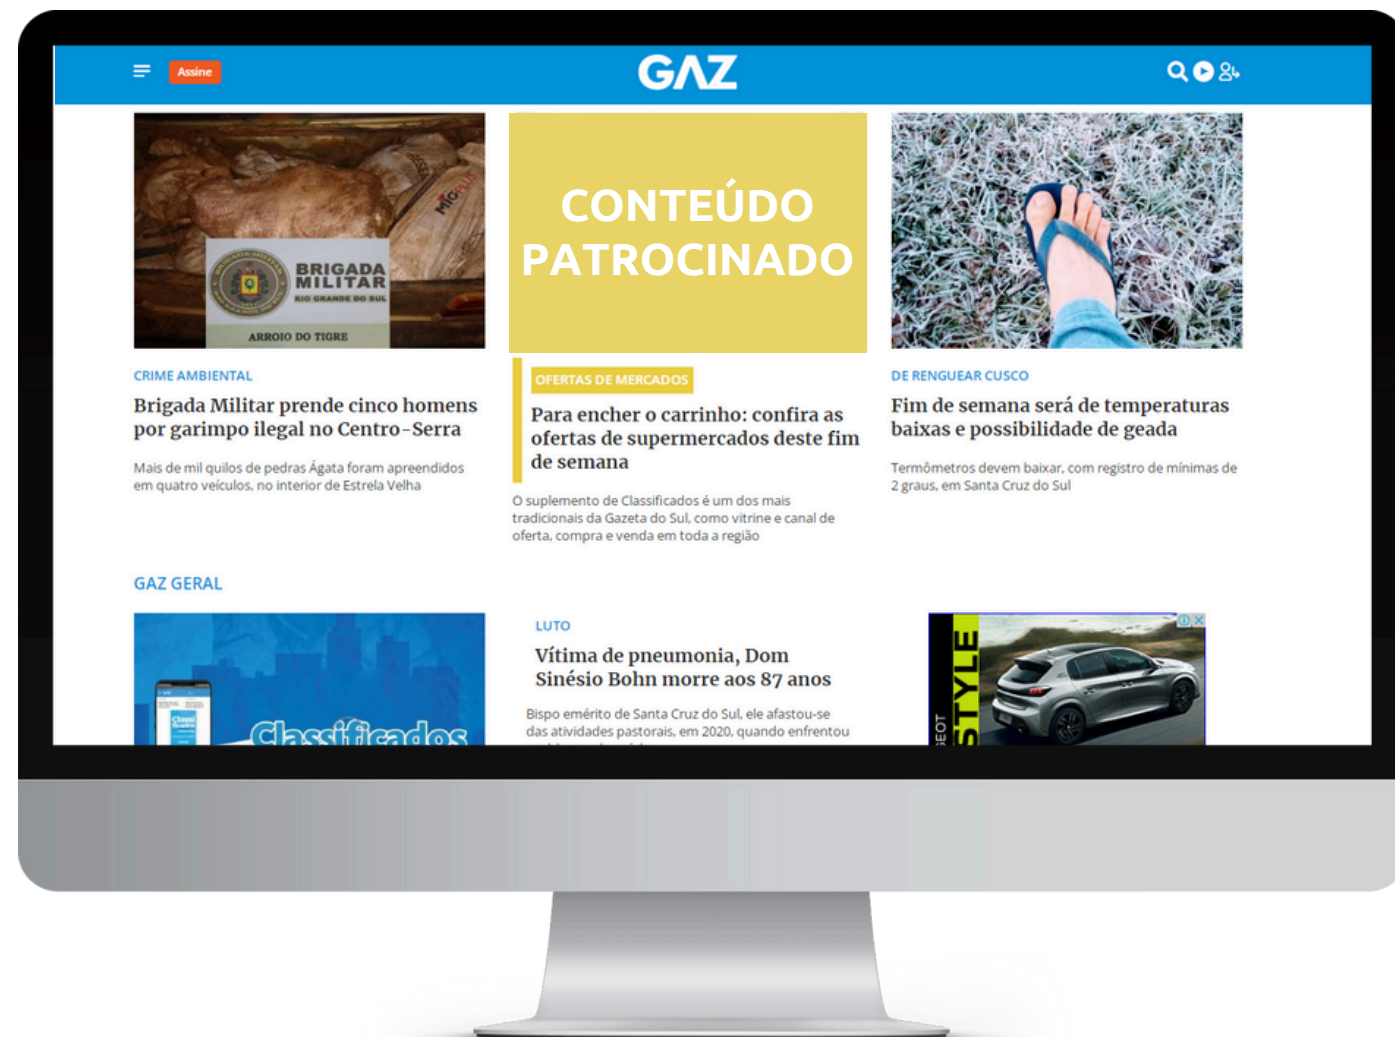 Assine
GAZ
MIGPLUS
BRIGADA
MILITAR
RIO GRANDE DO SUL
ARROIO DO TIGRE
CRIME AMBIENTAL
Brigada Militar prende cinco homens
por garimpo ilegal no Centro-Serra
Mais de mil quilos de pedras Ágata foram apreendidos
em quatro veículos, no interior de Estrela Velha
CONTEÚDO
PATROCINADO
OFERTAS DE MERCADOS
Para encher o carrinho: confira as
ofertas de supermercados deste fim
de semana
O suplemento de Classificados é um dos mais
tradicionais da Gazeta do Sul, como vitrine e canal de
oferta, compra e venda em toda a região
DE RENGUEAR CUSCO
Fim de semana será de temperaturas
baixas e possibilidade de geada
Termômetros devem baixar, com registro de mínimas de
2 graus, em Santa Cruz do Sul
GAZ GERAL
Classificados
LUTO
Vítima de pneumonia, Dom
Sinésio Bohn morre aos 87 anos
Bispo emérito de Santa Cruz do Sul, ele afastou-se
das atividades pastorais, em 2020, quando enfrentou
STYLE